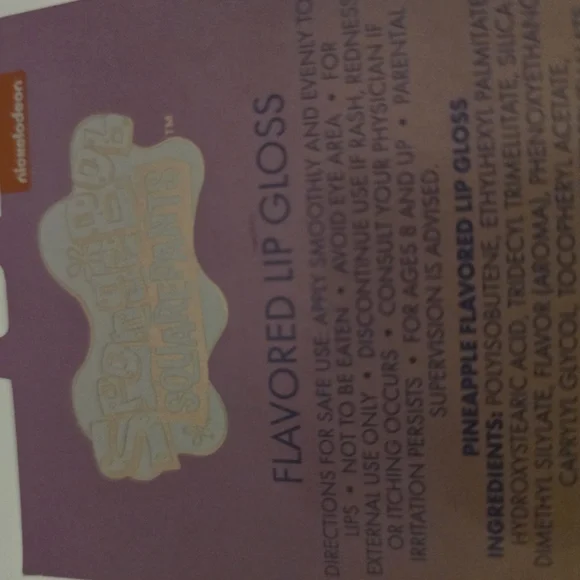 nickelodeon
SPONGEBOB
SQUAREPANTS
TM
FLAVORED LIP GLOSS
DIRECTIONS FOR SAFE USE: APPLY SMOOTHLY AND EVENLY TO
LIPS • NOT TO BE EATEN • AVOID EYE AREA • FOR
EXTERNAL USE ONLY • DISCONTINUE USE IF RASH, REDNESS
OR ITCHING OCCURS • CONSULT YOUR PHYSICIAN IF
IRRITATION PERSISTS • FOR AGES 8 AND UP • PARENTAL
SUPERVISION IS ADVISED.
PINEAPPLE FLAVORED LIP GLOSS
INGREDIENTS: POLYISOBUTENE, ETHYLHEXYL PALMITATE
HYDROXYSTEARIC ACID, TRIDECYL TRIMELLITATE, SILICA
DIMETHYL SILYLATE, FLAVOR (AROMA), PHENOXYETHANO
CAPRYLYL GLYCOL, TOCOPHERYL ACETATE,